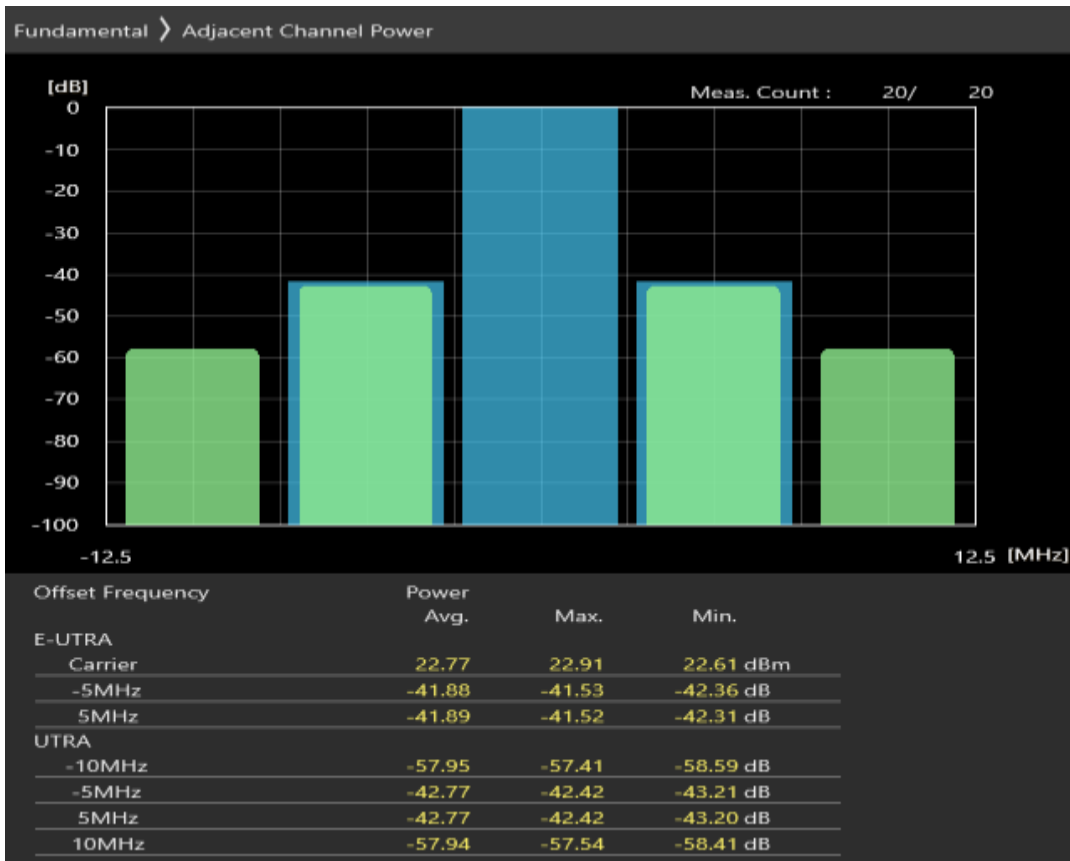 Fundamental 〉 Adjacent Channel Power
[dB]
Meas. Count : 20/ 20
0
-10
-20
-30
-40
-50
-60
-70
-80
-90
-100
-12.5 12.5 [MHz]
Offset Frequency Power
Avg. Max. Min.
E-UTRA
Carrier 22.77 22.91 22.61 dBm
-5MHz -41.88 -41.53 -42.36 dB
5MHz -41.89 -41.52 -42.31 dB
UTRA
-10MHz -57.95 -57.41 -58.59 dB
-5MHz -42.77 -42.42 -43.21 dB
5MHz -42.77 -42.42 -43.20 dB
10MHz -57.94 -57.54 -58.41 dB